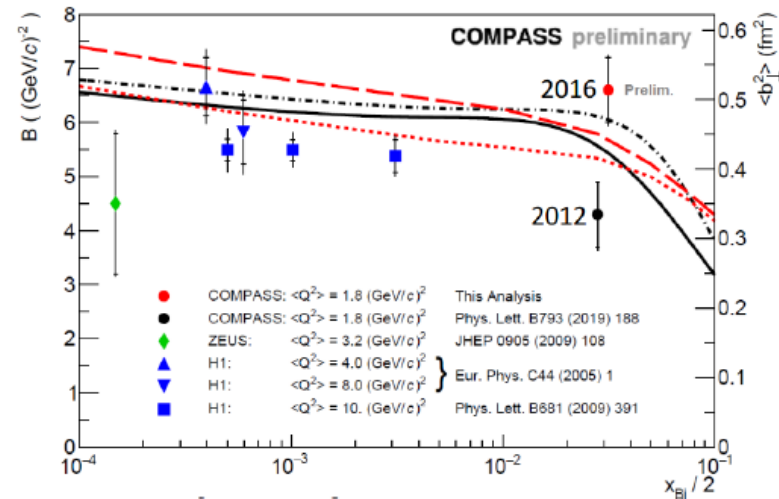 COMPASS preliminary
B ((GeV/c)⁻²)
<b²⊥> (fm²)
8
7
6
5
4
3
2
1
0
0.6
0.5
0.4
0.3
0.2
0.1
0
2016 Prelim.
2012
COMPASS: <Q²> = 1.8 (GeV/c)² This Analysis
COMPASS: <Q²> = 1.8 (GeV/c)² Phys. Lett. B793 (2019) 188
ZEUS: <Q²> = 3.2 (GeV/c)² JHEP 0905 (2009) 108
H1: <Q²> = 4.0 (GeV/c)²
H1: <Q²> = 8.0 (GeV/c)² } Eur. Phys. C44 (2005) 1
H1: <Q²> = 10. (GeV/c)² Phys. Lett. B681 (2009) 391
10⁻⁴ 10⁻³ 10⁻² 10⁻¹
x_Bj / 2